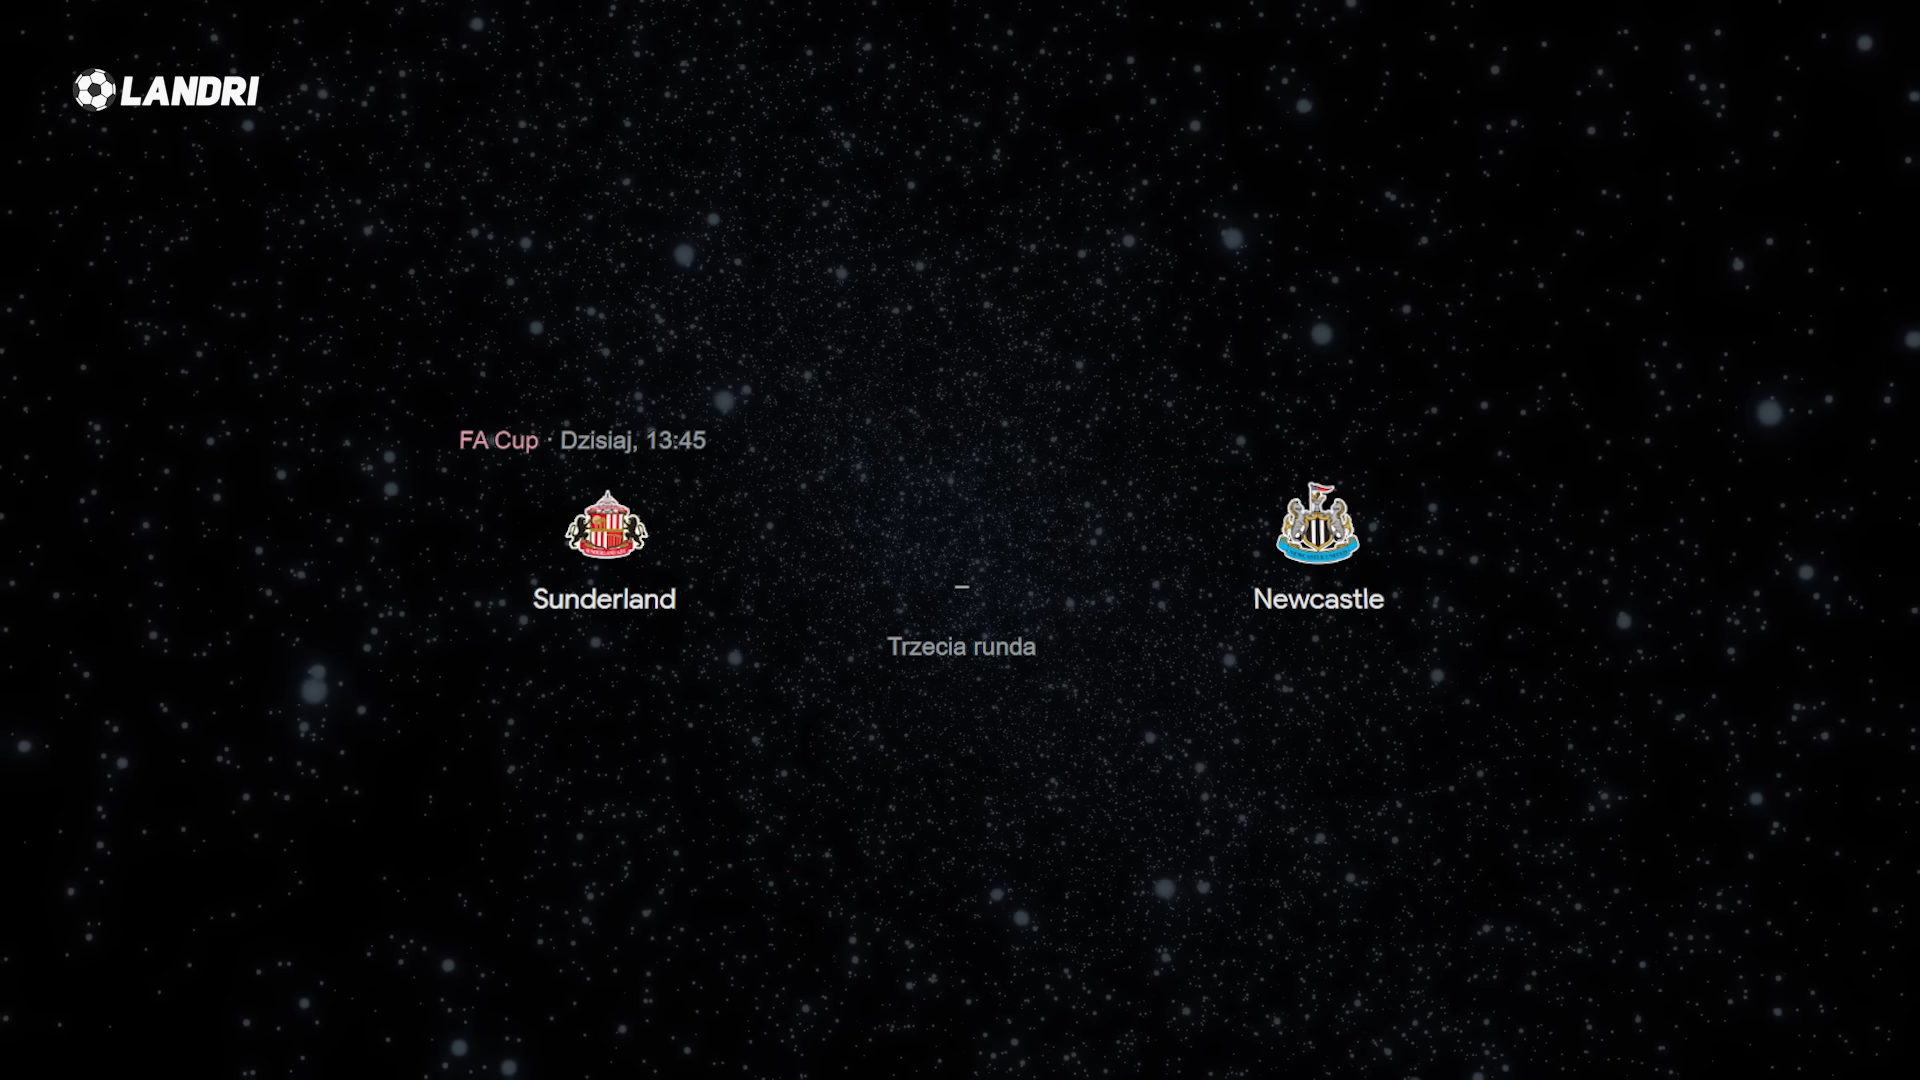 LANDRI
FA Cup · Dzisiaj, 13:45
Sunderland
–
Newcastle
Trzecia runda